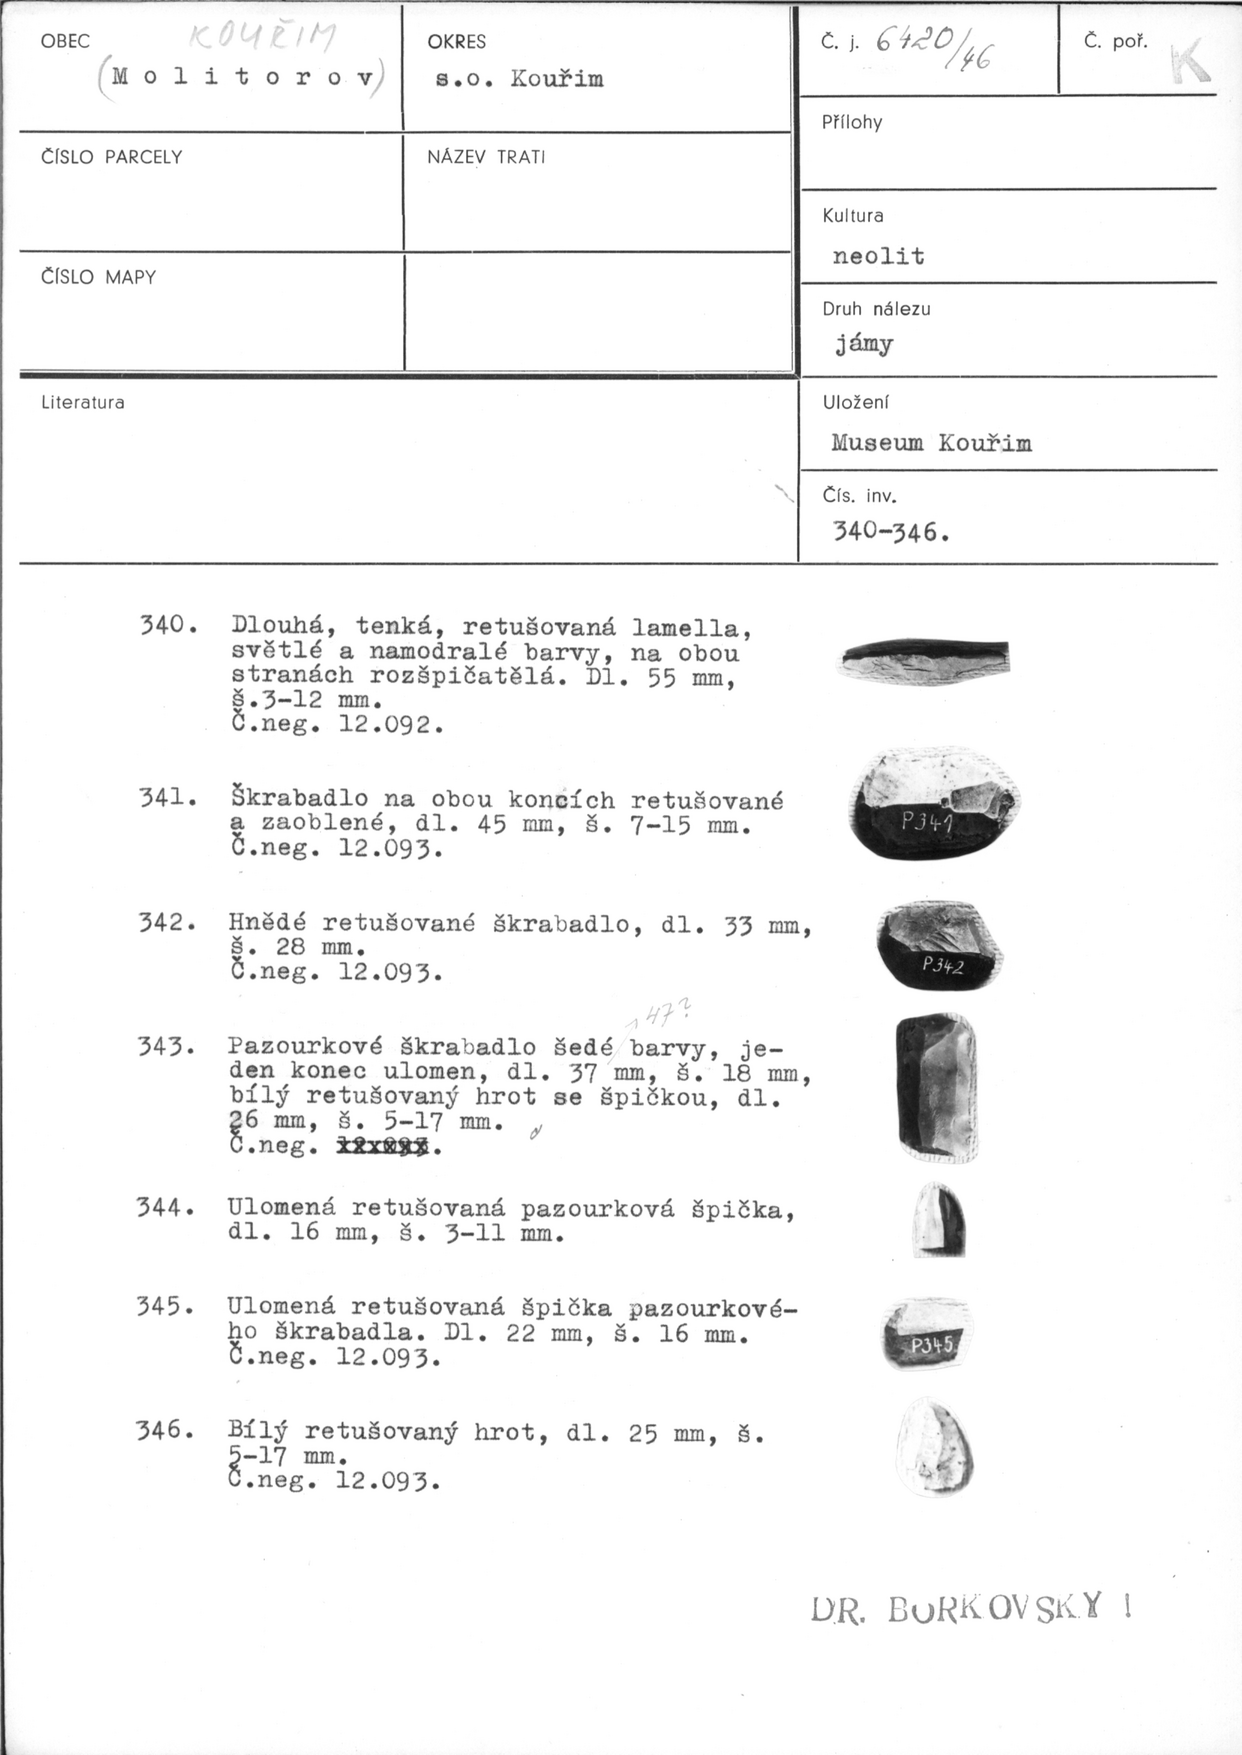 OBEC
KOUŘIM
(Molitorov)
OKRES
s.o. Kouřim
Č. j. 6420/46
Č. poř.
K
Přílohy
ČÍSLO PARCELY
NÁZEV TRATI
Kultura
neolit
ČÍSLO MAPY
Druh nálezu
jámy
Literatura
Uložení
Museum Kouřim
Čís. inv.
340-346.
340. Dlouhá, tenká, retušovaná lamella,
světlé a namodralé barvy, na obou
stranách rozšpičatělá. Dl. 55 mm,
š.3-12 mm.
Č.neg. 12.092.
341. Škrabadlo na obou koncích retušované
a zaoblené, dl. 45 mm, š. 7-15 mm.
Č.neg. 12.093.
P341
342. Hnědé retušované škrabadlo, dl. 33 mm,
š. 28 mm.
Č.neg. 12.093.
P342
47?
343. Pazourkové škrabadlo šedé barvy, je-
den konec ulomen, dl. 37 mm, š. 18 mm,
bílý retušovaný hrot se špičkou, dl.
26 mm, š. 5-17 mm.
Č.neg.
344. Ulomená retušovaná pazourková špička,
dl. 16 mm, š. 3-11 mm.
345. Ulomená retušovaná špička pazourkové-
ho škrabadla. Dl. 22 mm, š. 16 mm.
Č.neg. 12.093.
P345
346. Bílý retušovaný hrot, dl. 25 mm, š.
5-17 mm.
Č.neg. 12.093.
DR. BORKOVSKY !